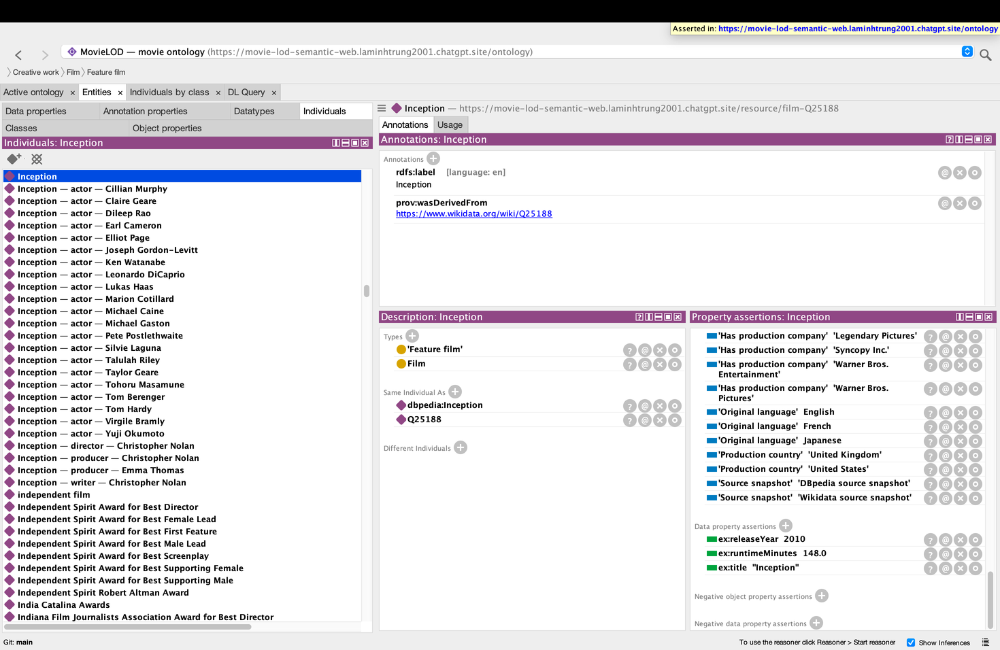 Asserted in: https://movie-lod-semantic-web.laminhtrung2001.chatgpt.site/ontology
MovieLOD — movie ontology (https://movie-lod-semantic-web.laminhtrung2001.chatgpt.site/ontology)
Creative work Film Feature film
Active ontology × Entities × Individuals by class × DL Query ×
Data properties Annotation properties Datatypes Individuals
Classes Object properties
Individuals: Inception
Inception
Inception — actor — Cillian Murphy
Inception — actor — Claire Geare
Inception — actor — Dileep Rao
Inception — actor — Earl Cameron
Inception — actor — Elliot Page
Inception — actor — Joseph Gordon-Levitt
Inception — actor — Ken Watanabe
Inception — actor — Leonardo DiCaprio
Inception — actor — Lukas Haas
Inception — actor — Marion Cotillard
Inception — actor — Michael Caine
Inception — actor — Michael Gaston
Inception — actor — Pete Postlethwaite
Inception — actor — Silvie Laguna
Inception — actor — Talulah Riley
Inception — actor — Taylor Geare
Inception — actor — Tohoru Masamune
Inception — actor — Tom Berenger
Inception — actor — Tom Hardy
Inception — actor — Virgile Bramly
Inception — actor — Yuji Okumoto
Inception — director — Christopher Nolan
Inception — producer — Christopher Nolan
Inception — producer — Emma Thomas
Inception — writer — Christopher Nolan
independent film
Independent Spirit Award for Best Director
Independent Spirit Award for Best Female Lead
Independent Spirit Award for Best First Feature
Independent Spirit Award for Best Male Lead
Independent Spirit Award for Best Screenplay
Independent Spirit Award for Best Supporting Female
Independent Spirit Award for Best Supporting Male
Independent Spirit Robert Altman Award
India Catalina Awards
Indiana Film Journalists Association Award for Best Director
Inception — https://movie-lod-semantic-web.laminhtrung2001.chatgpt.site/resource/film-Q25188
Annotations Usage
Annotations: Inception
Annotations
rdfs:label [language: en]
Inception
prov:wasDerivedFrom
https://www.wikidata.org/wiki/Q25188
Description: Inception
Types
'Feature film'
Film
Same Individual As
dbpedia:Inception
Q25188
Different Individuals
Property assertions: Inception
'Has production company' 'Legendary Pictures'
'Has production company' 'Syncopy Inc.'
'Has production company' 'Warner Bros.
Entertainment'
'Has production company' 'Warner Bros.
Pictures'
'Original language' English
'Original language' French
'Original language' Japanese
'Production country' 'United Kingdom'
'Production country' 'United States'
'Source snapshot' 'DBpedia source snapshot'
'Source snapshot' 'Wikidata source snapshot'
Data property assertions
ex:releaseYear 2010
ex:runtimeMinutes 148.0
ex:title "Inception"
Negative object property assertions
Negative data property assertions
Git: main
To use the reasoner click Reasoner > Start reasoner Show Inferences